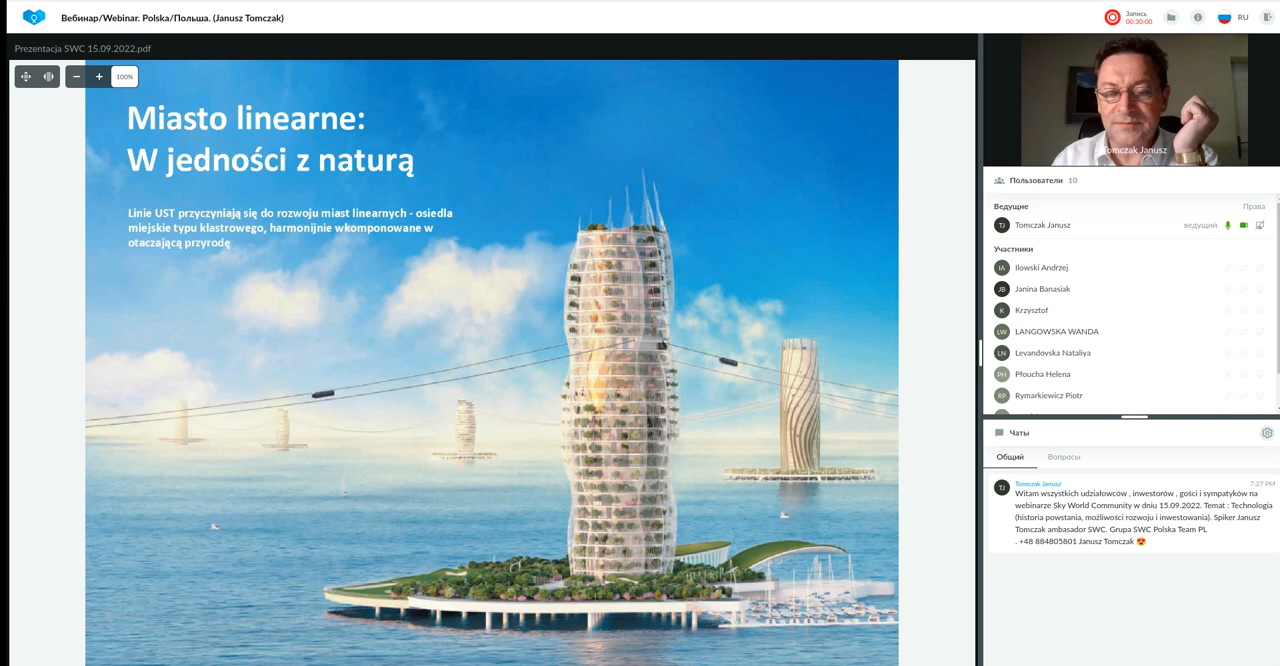 Вебинар/Webinar. Polska/Польша. (Janusz Tomczak)
Запись
00:30:00
RU
Prezentacja SWC 15.09.2022.pdf
100%
Miasto linearne:
W jedności z naturą
Linie UST przyczyniają się do rozwoju miast linearnych - osiedla
miejskie typu klastrowego, harmonijnie wkomponowane w
otaczającą przyrodę
Tomczak Janusz
Пользователи 10
Ведущие Права
TJ Tomczak Janusz ведущий
Участники
IA Ilowski Andrzej
JB Janina Banasiak
K Krzysztof
LW LANGOWSKA WANDA
LN Levandovska Nataliya
PH Płoucha Helena
RP Rymarkiewicz Piotr
Чаты
Общий Вопросы
TJ Tomczak Janusz 7:27 PM
Witam wszystkich udziałowców , inwestorów , gości i sympatyków na
webinarze Sky World Community w dniu 15.09.2022. Temat : Technologia
(historia powstania, możliwości rozwoju i inwestowania). Spiker Janusz
Tomczak ambasador SWC. Grupa SWC Polska Team PL
. +48 884805801 Janusz Tomczak 😍